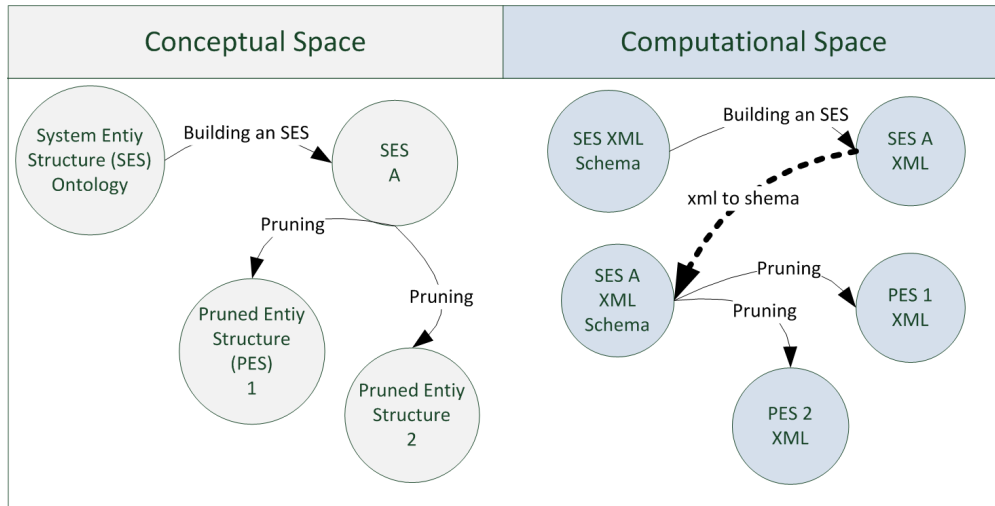 Conceptual Space
Computational Space
System Entiy
Structure (SES)
Ontology
Building an SES
SES
A
Pruning
Pruning
Pruned Entiy
Structure
(PES)
1
Pruned Entiy
Structure
2
SES XML
Schema
Building an SES
SES A
XML
xml to shema
SES A
XML
Schema
Pruning
Pruning
PES 1
XML
PES 2
XML